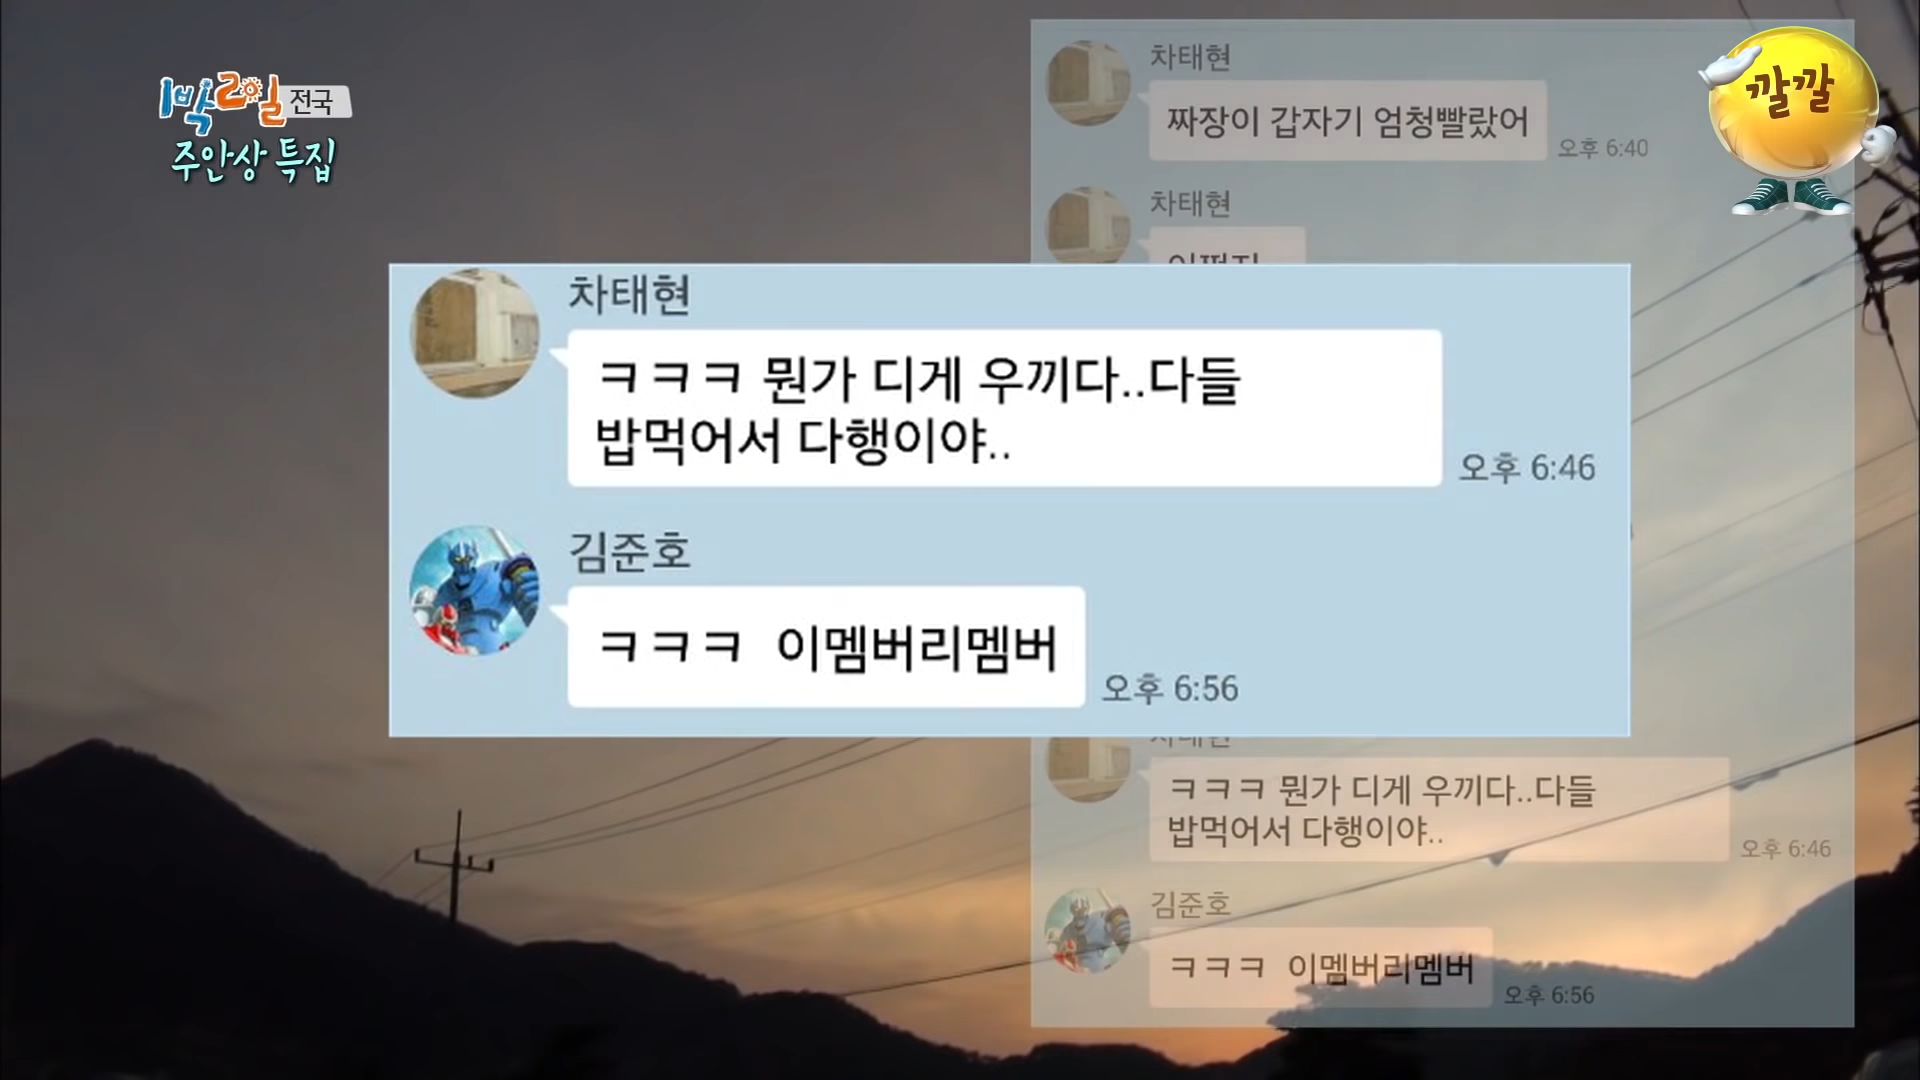 1박2일 전국
주안상 특집
깔깔
차태현
짜장이 갑자기 엄청빨랐어
오후 6:40
차태현
차태현
ㅋㅋㅋ 뭔가 디게 우끼다..다들
밥먹어서 다행이야..
오후 6:46
김준호
ㅋㅋㅋ 이멤버리멤버
오후 6:56
차태현
ㅋㅋㅋ 뭔가 디게 우끼다..다들
밥먹어서 다행이야..
오후 6:46
김준호
ㅋㅋㅋ 이멤버리멤버
오후 6:56